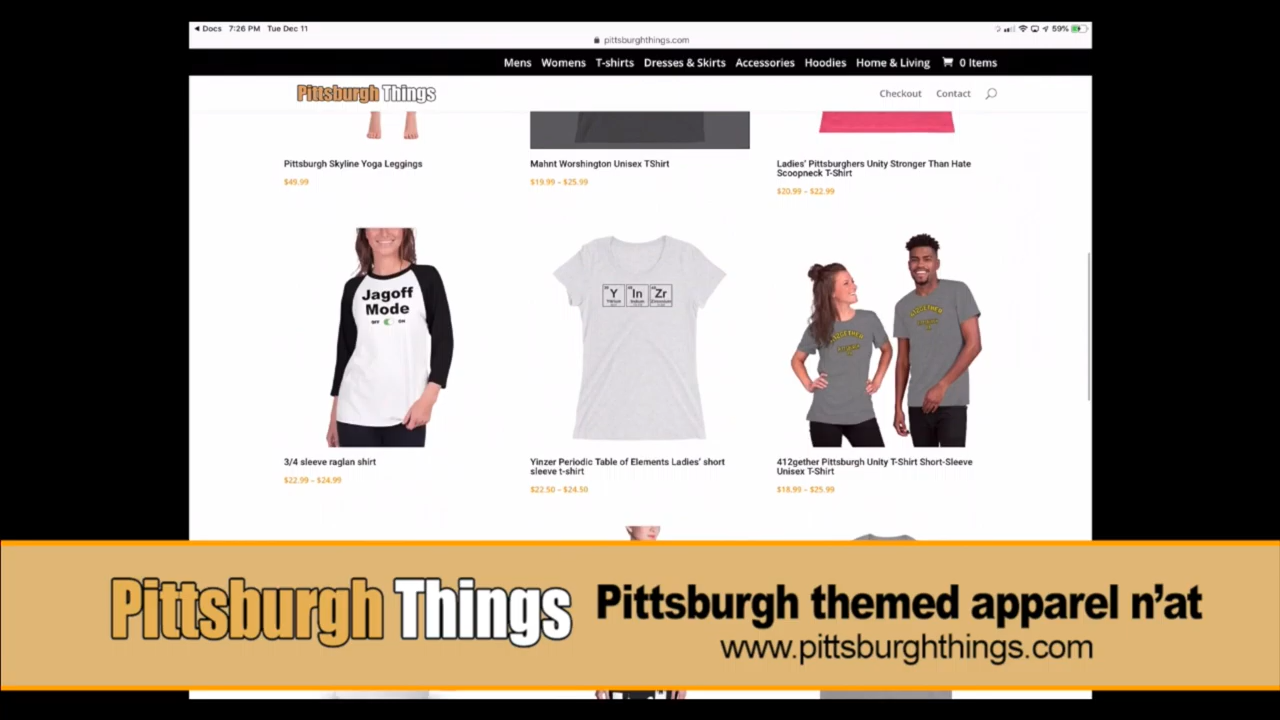 Docs 7:26 PM Tue Dec 11
59%
pittsburghthings.com
Mens Womens T-shirts Dresses & Skirts Accessories Hoodies Home & Living 0 Items
Pittsburgh Things
Checkout Contact
Pittsburgh Skyline Yoga Leggings
$49.99
Mahnt Worshington Unisex TShirt
$19.99 – $25.99
Ladies' Pittsburghers Unity Stronger Than Hate
Scoopneck T-Shirt
$20.99 – $22.99
Jagoff
Mode
OFF ON
Y In Zr
412GETHER
412GETHER
3/4 sleeve raglan shirt
$22.99 – $24.99
Yinzer Periodic Table of Elements Ladies' short
sleeve t-shirt
$22.50 – $24.50
412gether Pittsburgh Unity T-Shirt Short-Sleeve
Unisex T-Shirt
$18.99 – $25.99
Pittsburgh Things
Pittsburgh themed apparel n'at
www.pittsburghthings.com